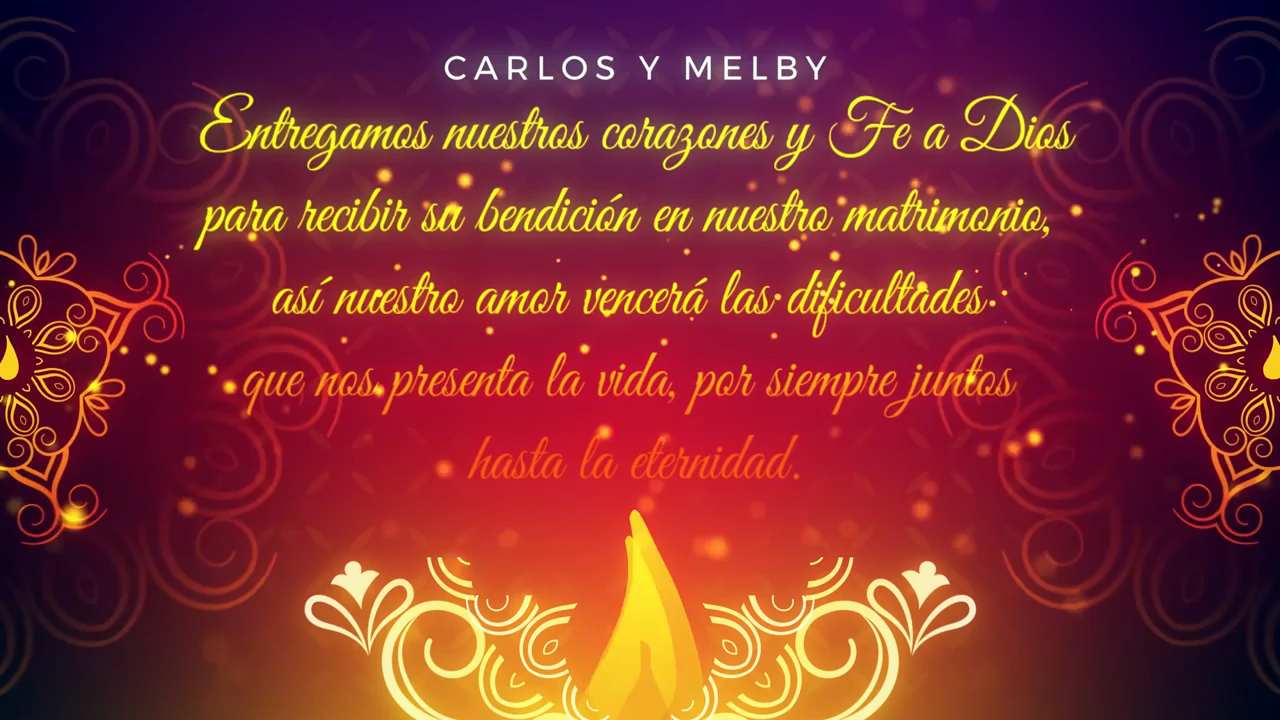 CARLOS Y MELBY
Entregamos nuestros corazones y Fe a Dios
para recibir su bendición en nuestro matrimonio,
así nuestro amor vencerá las dificultades
que nos presenta la vida, por siempre juntos
hasta la eternidad.